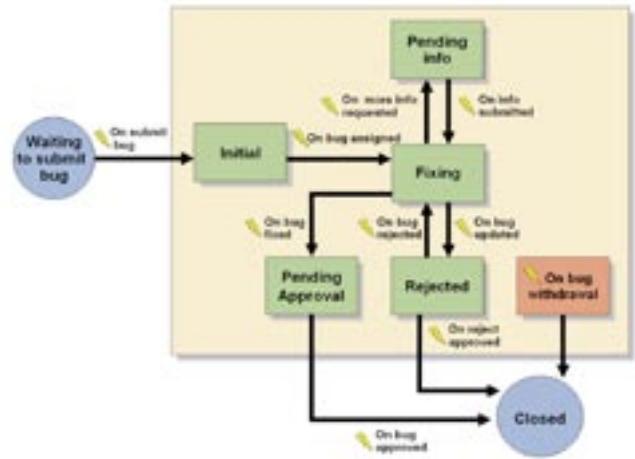 Pending
info
On more info
requested
On info
submitted
Waiting
to submit
bug
On submit
bug
Initial
On bug assigned
Fixing
On bug
fixed
On bug
rejected
On bug
updated
Pending
Approval
Rejected
On bug
withdrawal
On reject
approved
Closed
On bug
approved